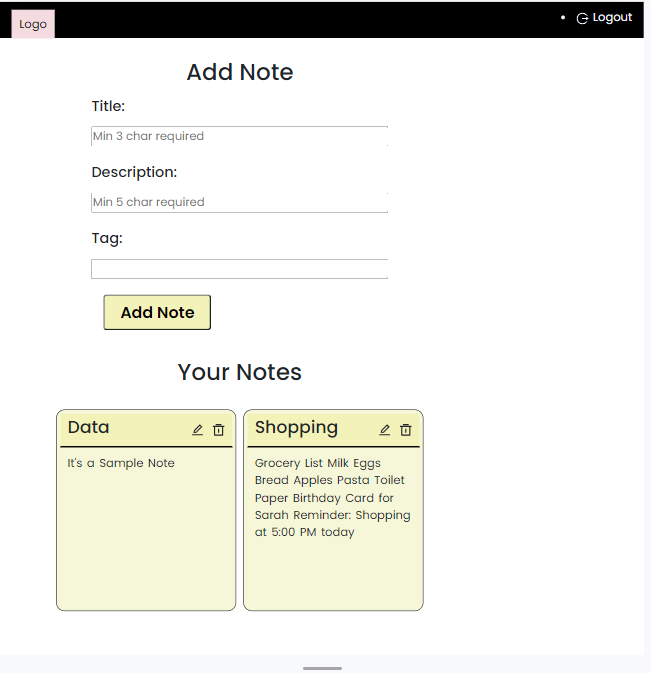 Logo
Logout
Add Note
Title:
Min 3 char required
Description:
Min 5 char required
Tag:
Add Note
Your Notes
Data
It's a Sample Note
Shopping
Grocery List Milk Eggs
Bread Apples Pasta Toilet
Paper Birthday Card for
Sarah Reminder: Shopping
at 5:00 PM today